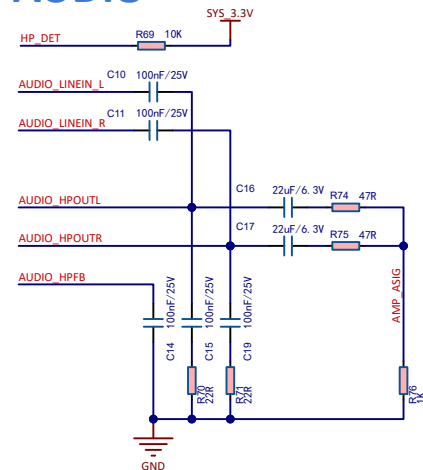 AUDIO
SYS_3.3V
HP_DET
R69 10K
C10 100nF/25V
AUDIO_LINEIN_L
C11 100nF/25V
AUDIO_LINEIN_R
C16 22uF/6.3V R74 47R
AUDIO_HPOUTL
C17 22uF/6.3V R75 47R
AUDIO_HPOUTR
AUDIO_HPFB
100nF/25V
100nF/25V
100nF/25V
AMP_ASIG
C14
C15
C19
R70
22R
R71
22R
R76
1K
GND